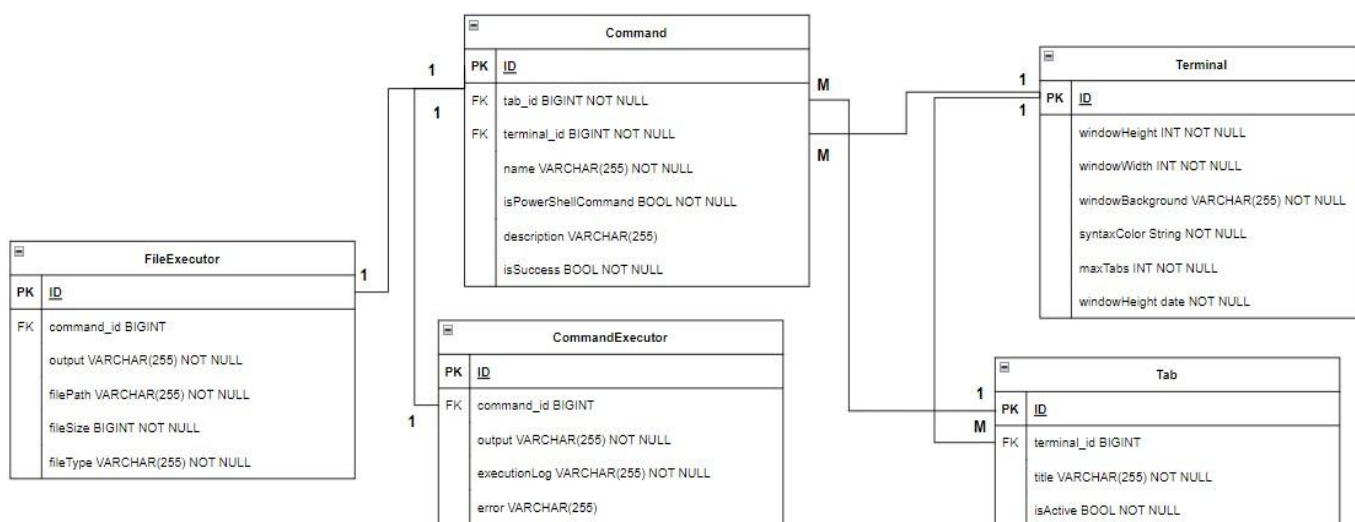 Command
PK ID
FK tab_id BIGINT NOT NULL
FK terminal_id BIGINT NOT NULL
name VARCHAR(255) NOT NULL
isPowerShellCommand BOOL NOT NULL
description VARCHAR(255)
isSuccess BOOL NOT NULL
1
1
M
M
Terminal
PK ID
windowHeight INT NOT NULL
windowWidth INT NOT NULL
windowBackground VARCHAR(255) NOT NULL
syntaxColor String NOT NULL
maxTabs INT NOT NULL
windowHeight date NOT NULL
1
1
FileExecutor
PK ID
FK command_id BIGINT
output VARCHAR(255) NOT NULL
filePath VARCHAR(255) NOT NULL
fileSize BIGINT NOT NULL
fileType VARCHAR(255) NOT NULL
1
CommandExecutor
PK ID
FK command_id BIGINT
output VARCHAR(255) NOT NULL
executionLog VARCHAR(255) NOT NULL
error VARCHAR(255)
1
Tab
PK ID
FK terminal_id BIGINT
title VARCHAR(255) NOT NULL
isActive BOOL NOT NULL
1
M